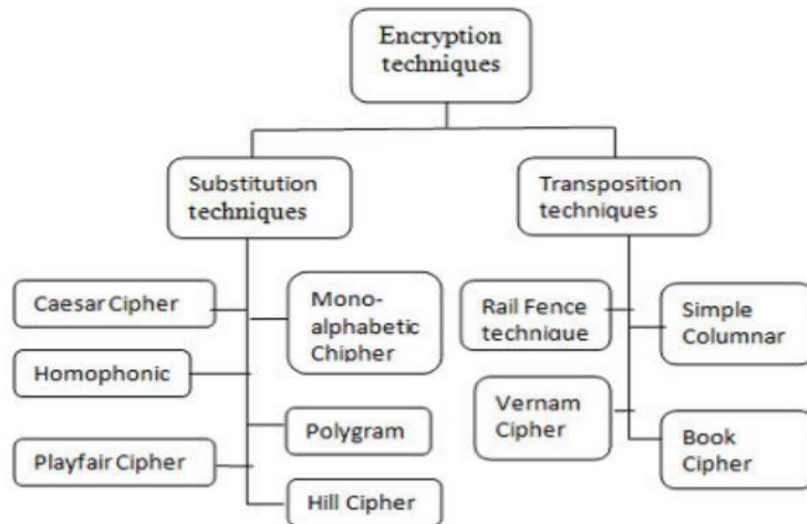 Encryption
techniques
Substitution
techniques
Transposition
techniques
Caesar Cipher
Mono-
alphabetic
Chipher
Rail Fence
technique
Simple
Columnar
Homophonic
Vernam
Cipher
Polygram
Book
Cipher
Playfair Cipher
Hill Cipher